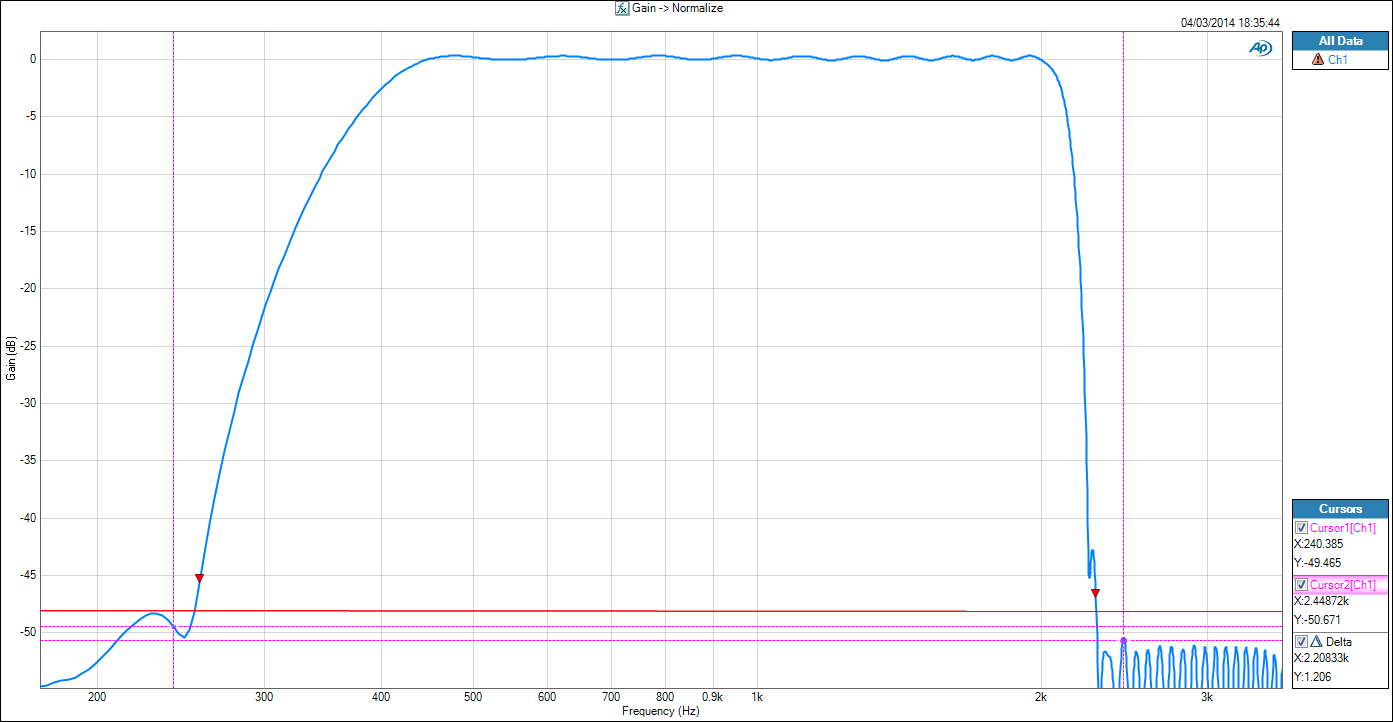 Gain -> Normalize
04/03/2014 18:35:44
AP
All Data
Ch1
0
-5
-10
-15
-20
-25
-30
-35
-40
-45
-50
Gain (dB)
200 300 400 500 600 700 800 0.9k 1k 2k 3k
Frequency (Hz)
Cursors
Cursor1[Ch1]
X:240.385
Y:-49.465
Cursor2[Ch1]
X:2.44872k
Y:-50.671
Delta
X:2.20833k
Y:1.206